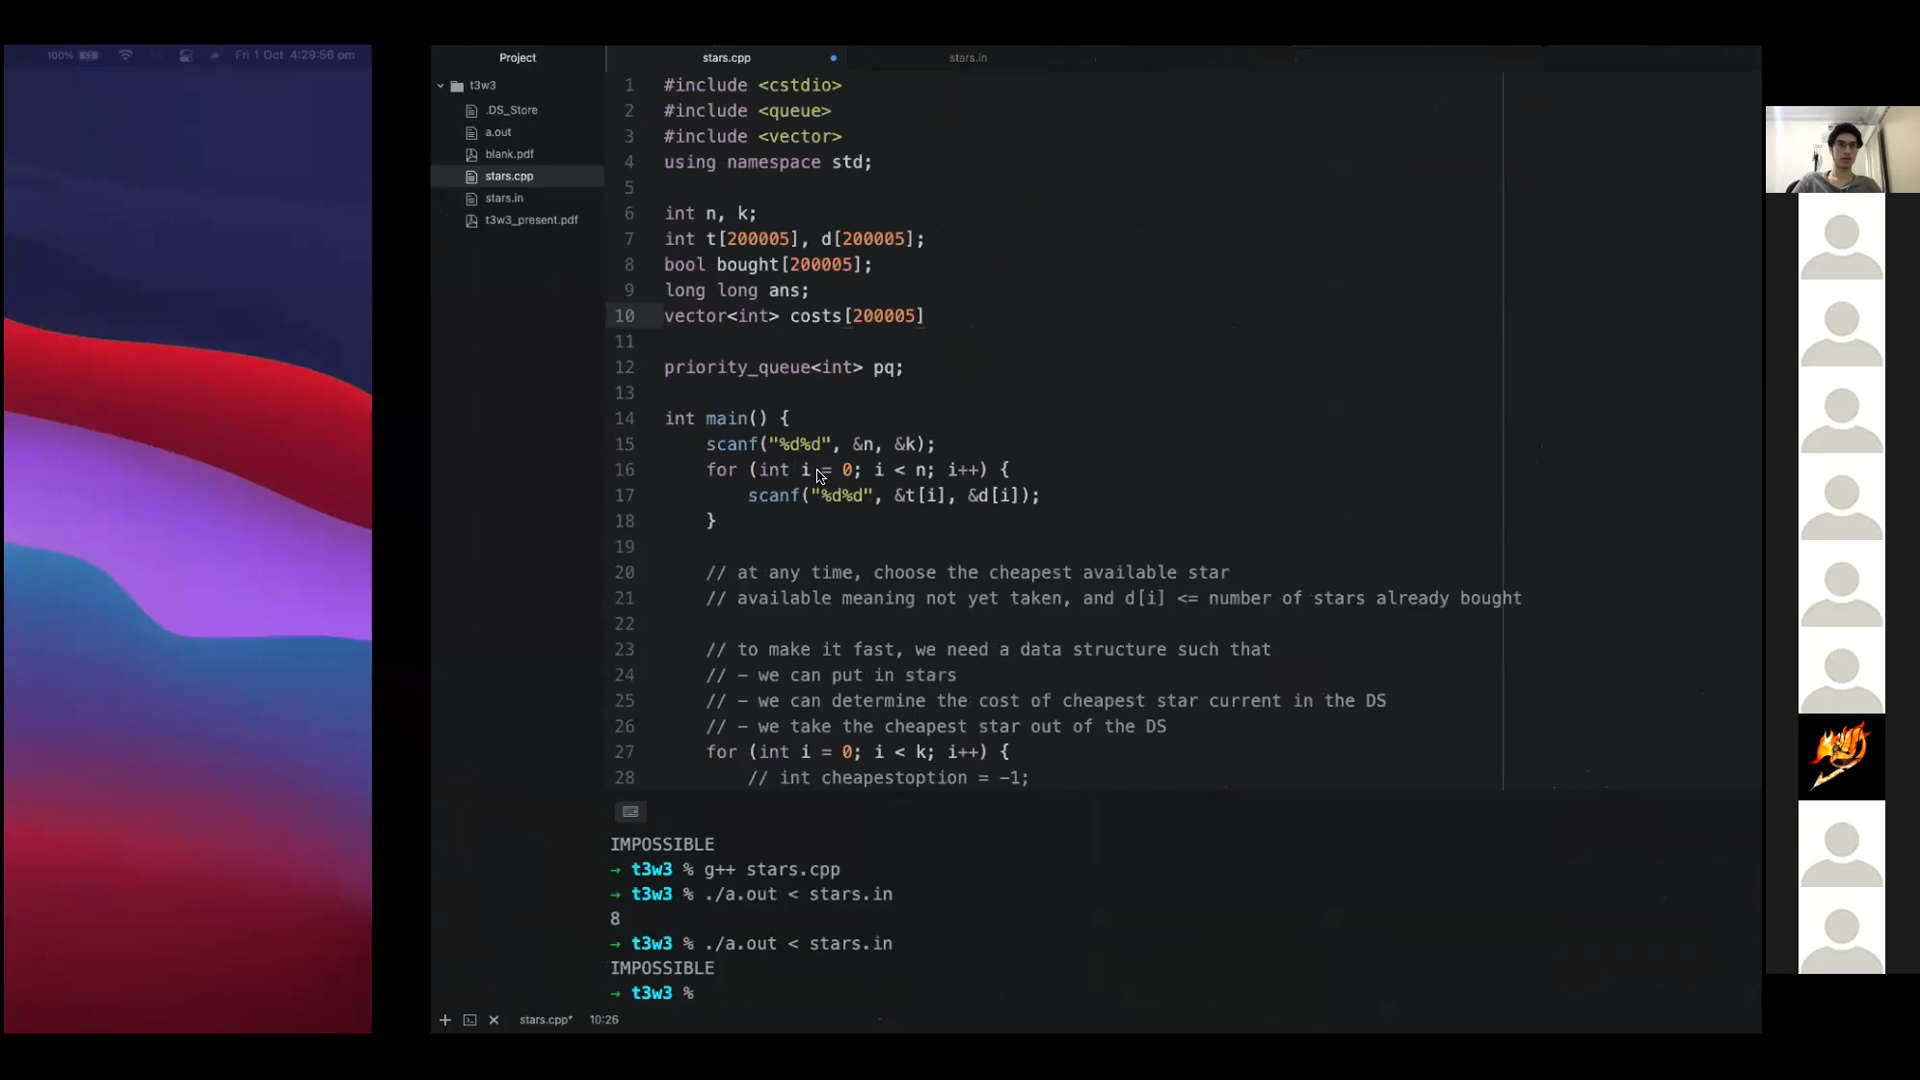 100% Fri 1 Oct 4:29:56 pm
Project
t3w3
.DS_Store
a.out
blank.pdf
stars.cpp
stars.in
t3w3_present.pdf
stars.cpp stars.in
1 #include <cstdio>
2 #include <queue>
3 #include <vector>
4 using namespace std;
5
6 int n, k;
7 int t[200005], d[200005];
8 bool bought[200005];
9 long long ans;
10 vector<int> costs[200005]
11
12 priority_queue<int> pq;
13
14 int main() {
15 scanf("%d%d", &n, &k);
16 for (int i = 0; i < n; i++) {
17 scanf("%d%d", &t[i], &d[i]);
18 }
19
20 // at any time, choose the cheapest available star
21 // available meaning not yet taken, and d[i] <= number of stars already bought
22
23 // to make it fast, we need a data structure such that
24 // - we can put in stars
25 // - we can determine the cost of cheapest star current in the DS
26 // - we take the cheapest star out of the DS
27 for (int i = 0; i < k; i++) {
28 // int cheapestoption = -1;
IMPOSSIBLE
→ t3w3 % g++ stars.cpp
→ t3w3 % ./a.out < stars.in
8
→ t3w3 % ./a.out < stars.in
IMPOSSIBLE
→ t3w3 %
stars.cpp* 10:26